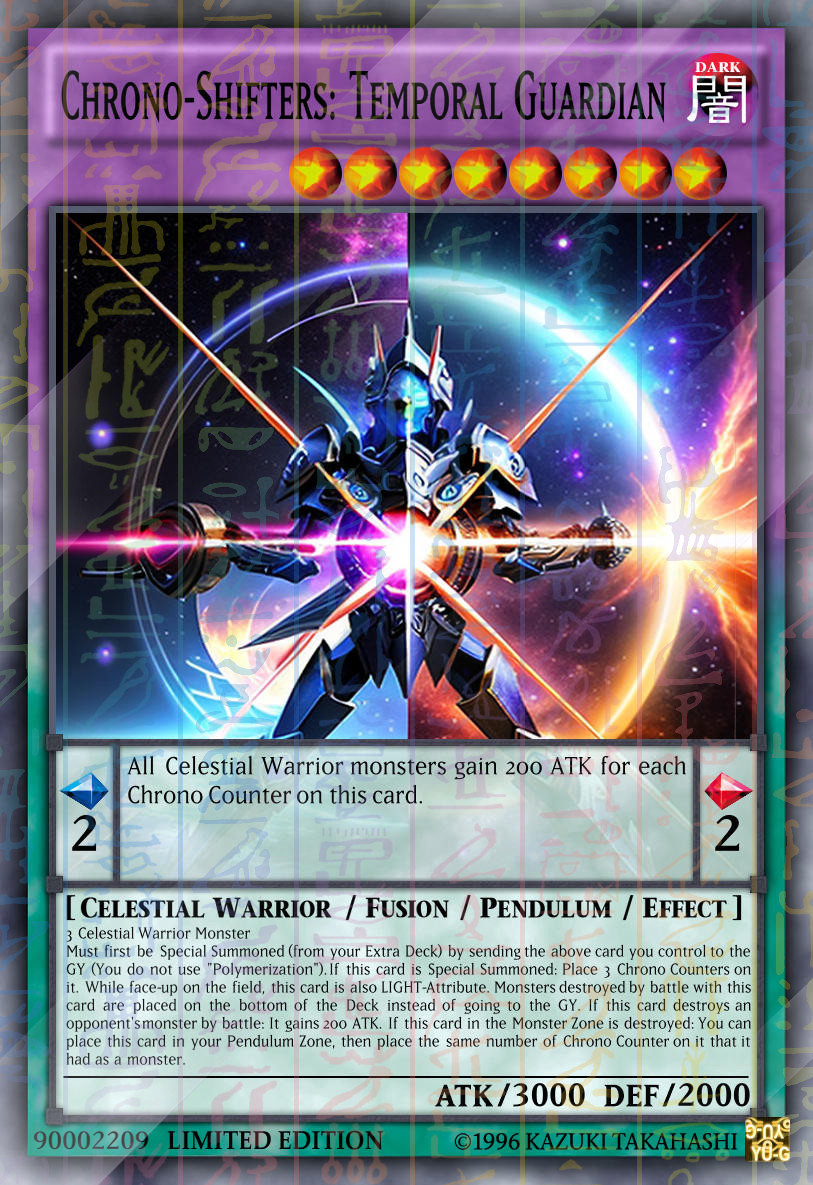 Chrono-Shifters: Temporal Guardian
DARK
闇
All Celestial Warrior monsters gain 200 ATK for each
Chrono Counter on this card.
2
2
[ Celestial Warrior / Fusion / Pendulum / Effect ]
3 Celestial Warrior Monster
Must first be Special Summoned (from your Extra Deck) by sending the above card you control to the
GY (You do not use "Polymerization").If this card is Special Summoned: Place 3 Chrono Counters on
it. While face-up on the field, this card is also LIGHT-Attribute. Monsters destroyed by battle with this
card are placed on the bottom of the Deck instead of going to the GY. If this card destroys an
opponent'smonster by battle: It gains 200 ATK. If this card in the Monster Zone is destroyed: You can
place this card in your Pendulum Zone, then place the same number of Chrono Counter on it that it
had as a monster.
ATK/3000 DEF/2000
90002209 LIMITED EDITION ©1996 KAZUKI TAKAHASHI